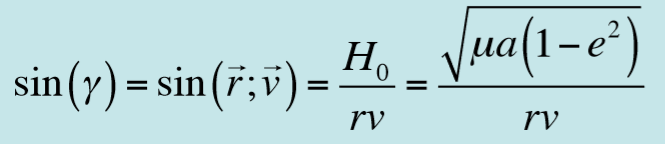 sin(γ) = sin(r⃗;v⃗) = H₀/rv = √(μa(1−e²))/rv